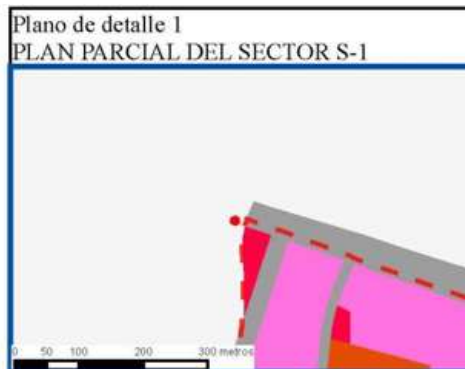 Plano de detalle 1
PLAN PARCIAL DEL SECTOR S-1
0 50 100 200 300 metros